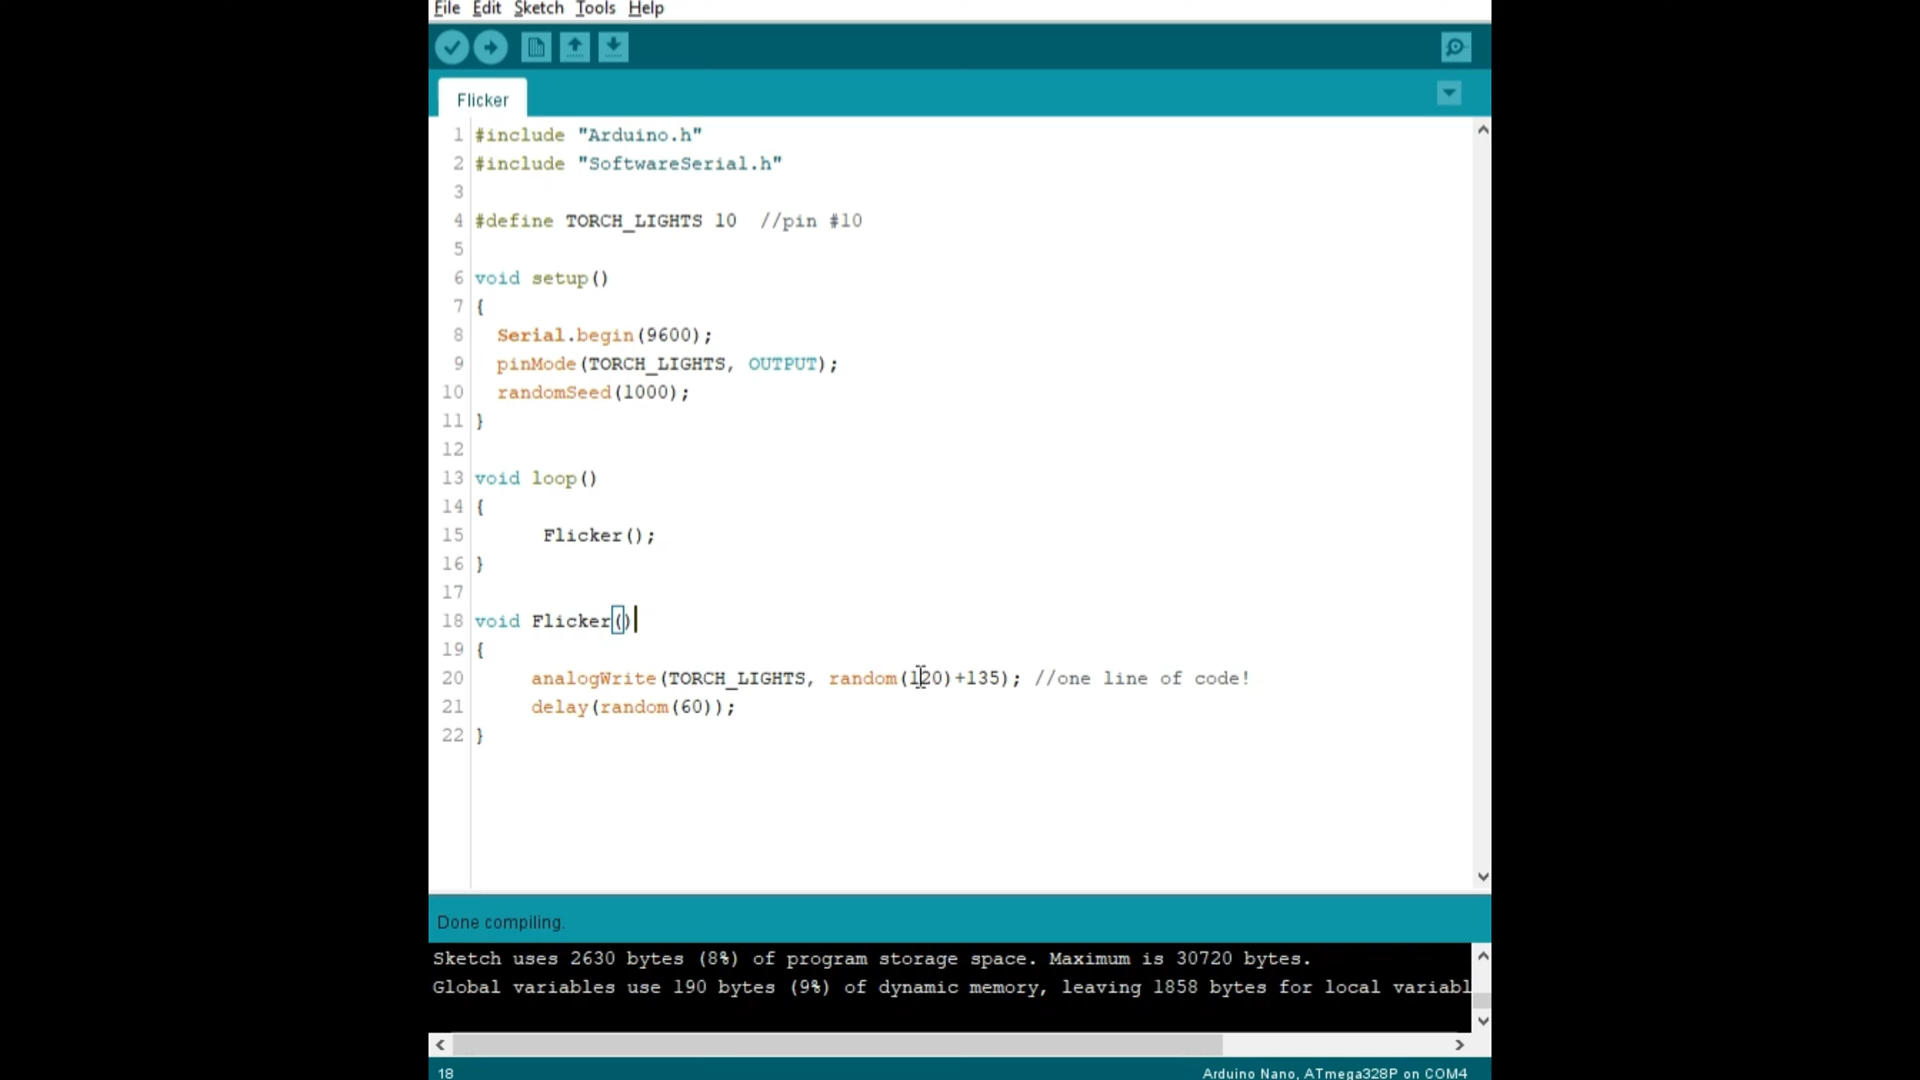 File Edit Sketch Tools Help
Flicker
1 #include "Arduino.h"
2 #include "SoftwareSerial.h"
3
4 #define TORCH_LIGHTS 10 //pin #10
5
6 void setup()
7 {
8 Serial.begin(9600);
9 pinMode(TORCH_LIGHTS, OUTPUT);
10 randomSeed(1000);
11 }
12
13 void loop()
14 {
15 Flicker();
16 }
17
18 void Flicker()
19 {
20 analogWrite(TORCH_LIGHTS, random(120)+135); //one line of code!
21 delay(random(60));
22 }
Done compiling.
Sketch uses 2630 bytes (8%) of program storage space. Maximum is 30720 bytes.
Global variables use 190 bytes (9%) of dynamic memory, leaving 1858 bytes for local variabl
18 Arduino Nano, ATmega328P on COM4